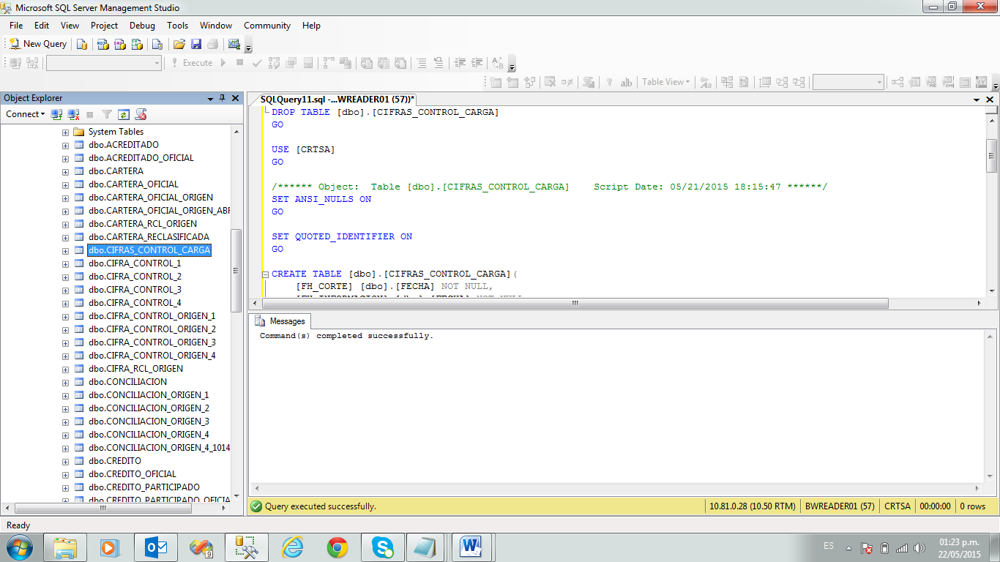 Microsoft SQL Server Management Studio
File Edit View Project Debug Tools Window Community Help
New Query
Execute
Table View
Object Explorer
Connect
System Tables
dbo.ACREDITADO
dbo.ACREDITADO_OFICIAL
dbo.CARTERA
dbo.CARTERA_OFICIAL
dbo.CARTERA_OFICIAL_ORIGEN
dbo.CARTERA_OFICIAL_ORIGEN_ABR
dbo.CARTERA_RCL_ORIGEN
dbo.CARTERA_RECLASIFICADA
dbo.CIFRAS_CONTROL_CARGA
dbo.CIFRA_CONTROL_1
dbo.CIFRA_CONTROL_2
dbo.CIFRA_CONTROL_3
dbo.CIFRA_CONTROL_4
dbo.CIFRA_CONTROL_ORIGEN_1
dbo.CIFRA_CONTROL_ORIGEN_2
dbo.CIFRA_CONTROL_ORIGEN_3
dbo.CIFRA_CONTROL_ORIGEN_4
dbo.CIFRA_RCL_ORIGEN
dbo.CONCILIACION
dbo.CONCILIACION_ORIGEN_1
dbo.CONCILIACION_ORIGEN_2
dbo.CONCILIACION_ORIGEN_3
dbo.CONCILIACION_ORIGEN_4
dbo.CONCILIACION_ORIGEN_4_1014
dbo.CREDITO
dbo.CREDITO_OFICIAL
dbo.CREDITO_PARTICIPADO
dbo.CREDITO_PARTICIPADO_OFICIA
SQLQuery11.sql -...WREADER01 (57))*
DROP TABLE [dbo].[CIFRAS_CONTROL_CARGA]
GO
USE [CRTSA]
GO
/****** Object:  Table [dbo].[CIFRAS_CONTROL_CARGA]    Script Date: 05/21/2015 18:15:47 ******/
SET ANSI_NULLS ON
GO
SET QUOTED_IDENTIFIER ON
GO
CREATE TABLE [dbo].[CIFRAS_CONTROL_CARGA](
[FH_CORTE] [dbo].[FECHA] NOT NULL,
[FH_INFORMACION] [dbo].[FECHA] NOT NULL
Messages
Command(s) completed successfully.
Query executed successfully. 10.81.0.28 (10.50 RTM) BWREADER01 (57) CRTSA 00:00:00 0 rows
Ready
ES
01:23 p.m.
22/05/2015